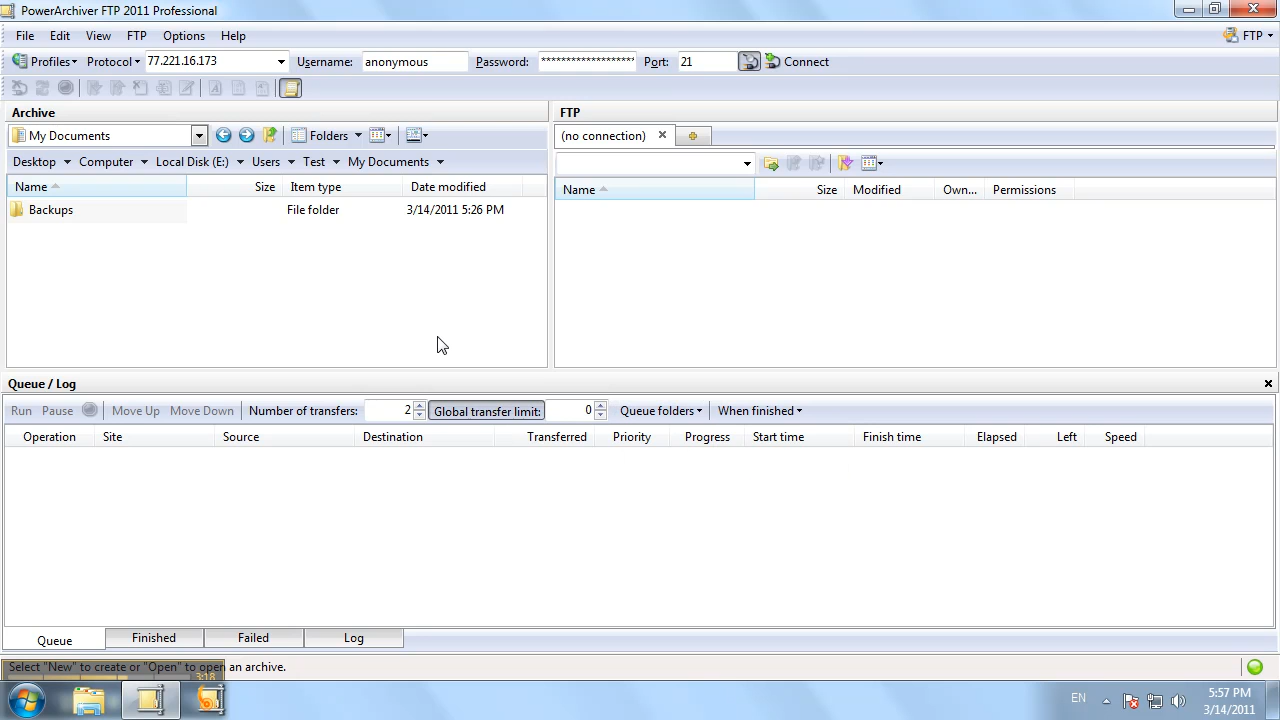 PowerArchiver FTP 2011 Professional
File Edit View FTP Options Help FTP
Profiles Protocol 77.221.16.173 Username: anonymous Password: ******************* Port: 21 Connect
Archive
FTP
My Documents Folders
(no connection)
Desktop Computer Local Disk (E:) Users Test My Documents
Name Size Item type Date modified
Name Size Modified Own... Permissions
Backups File folder 3/14/2011 5:26 PM
Queue / Log
Run Pause Move Up Move Down Number of transfers: 2 Global transfer limit: 0 Queue folders When finished
Operation Site Source Destination Transferred Priority Progress Start time Finish time Elapsed Left Speed
Queue Finished Failed Log
Select "New" to create or "Open" to open an archive.
3:18
EN 5:57 PM
3/14/2011